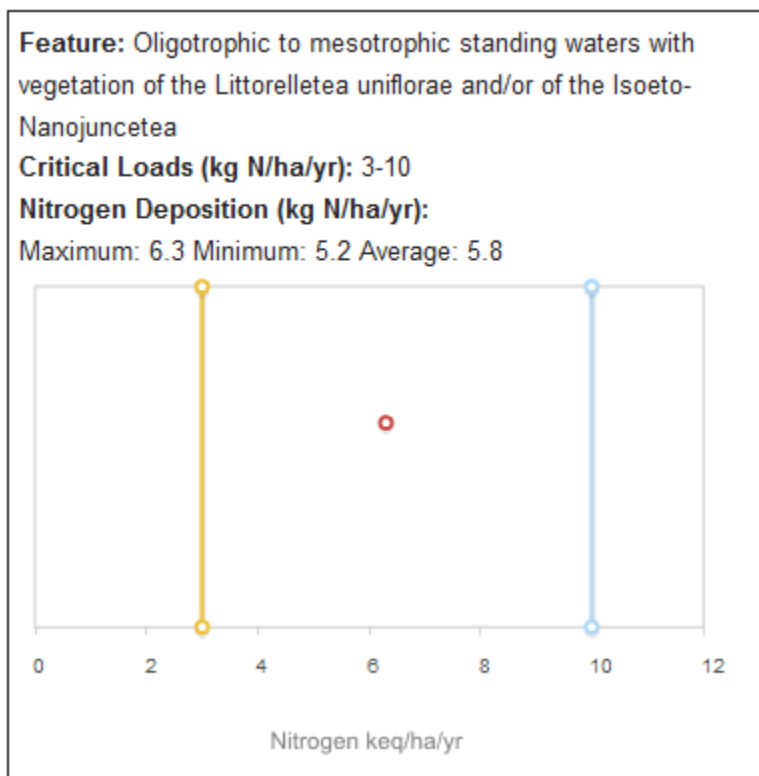 Feature: Oligotrophic to mesotrophic standing waters with
vegetation of the Littorelletea uniflorae and/or of the Isoeto-
Nanojuncetea
Critical Loads (kg N/ha/yr): 3-10
Nitrogen Deposition (kg N/ha/yr):
Maximum: 6.3 Minimum: 5.2 Average: 5.8
0 2 4 6 8 10 12
Nitrogen keq/ha/yr